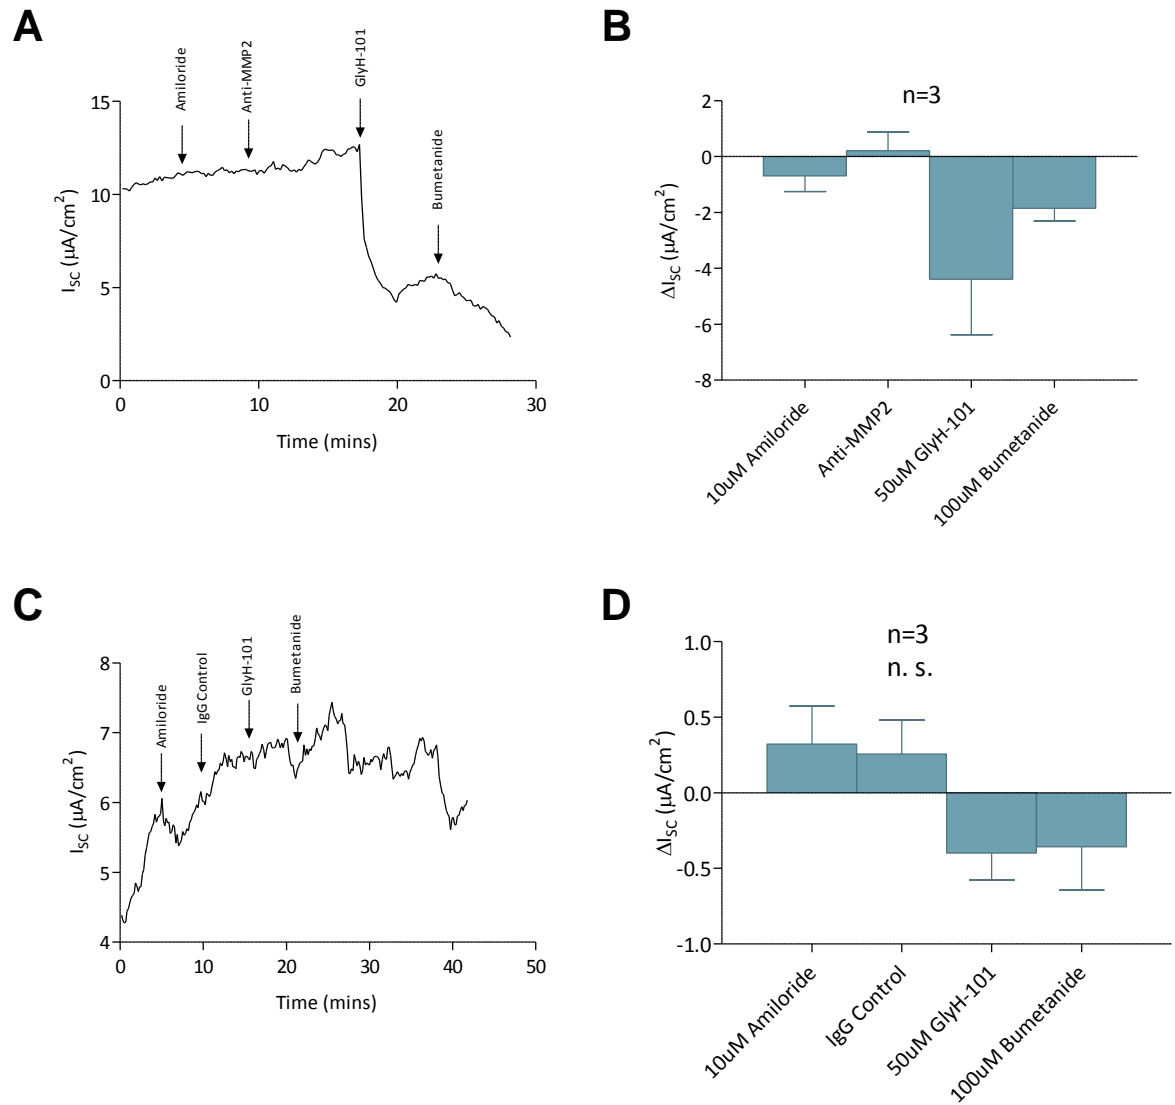 A
Amiloride
Anti-MMP2
GlyH-101
Bumetanide
15
10
5
0
I_SC (µA/cm²)
0 10 20 30
Time (mins)
B
n=3
2
0
-2
-4
-6
-8
ΔI_SC (µA/cm²)
10uM Amiloride
Anti-MMP2
50uM GlyH-101
100uM Bumetanide
C
Amiloride
IgG Control
GlyH-101
Bumetanide
8
7
6
5
4
I_SC (µA/cm²)
0 10 20 30 40 50
Time (mins)
D
n=3
n. s.
1.0
0.5
0.0
-0.5
-1.0
ΔI_SC (µA/cm²)
10uM Amiloride
IgG Control
50uM GlyH-101
100uM Bumetanide